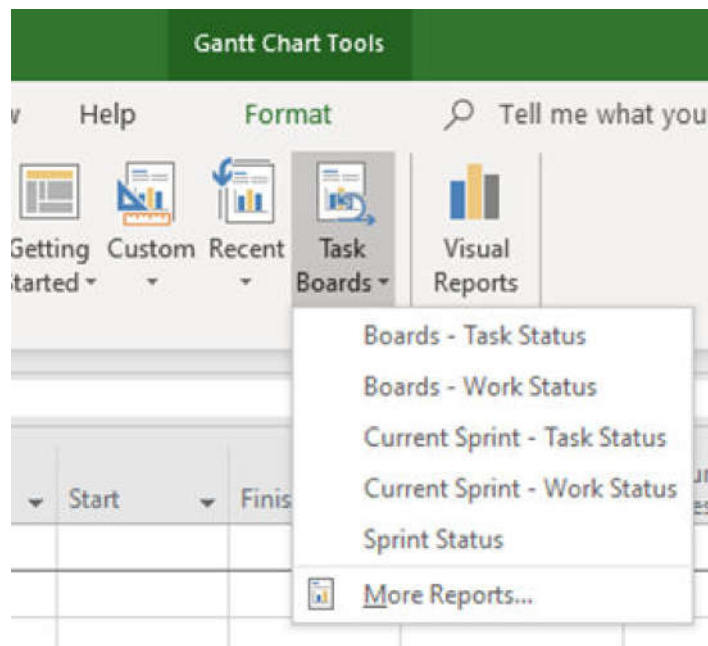 Gantt Chart Tools
Help Format Tell me what you
Getting Custom Recent Task Visual
Started Boards Reports
Boards - Task Status
Boards - Work Status
Current Sprint - Task Status
Current Sprint - Work Status
Start Finis
Sprint Status
More Reports...